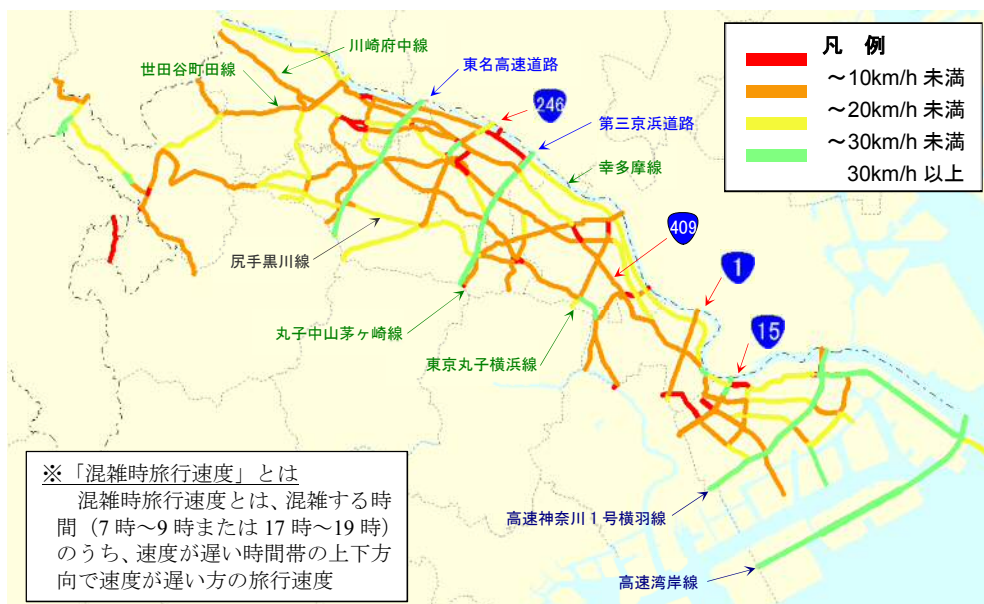 川崎府中線
世田谷町田線
東名高速道路
246
第三京浜道路
幸多摩線
409
1
15
尻手黒川線
丸子中山茅ヶ崎線
東京丸子横浜線
高速神奈川１号横羽線
高速湾岸線
凡　例
～10km/h 未満
～20km/h 未満
～30km/h 未満
30km/h 以上
※「混雑時旅行速度」とは
混雑時旅行速度とは、混雑する時
間（7 時～9 時または 17 時～19 時）
のうち、速度が遅い時間帯の上下方
向で速度が遅い方の旅行速度